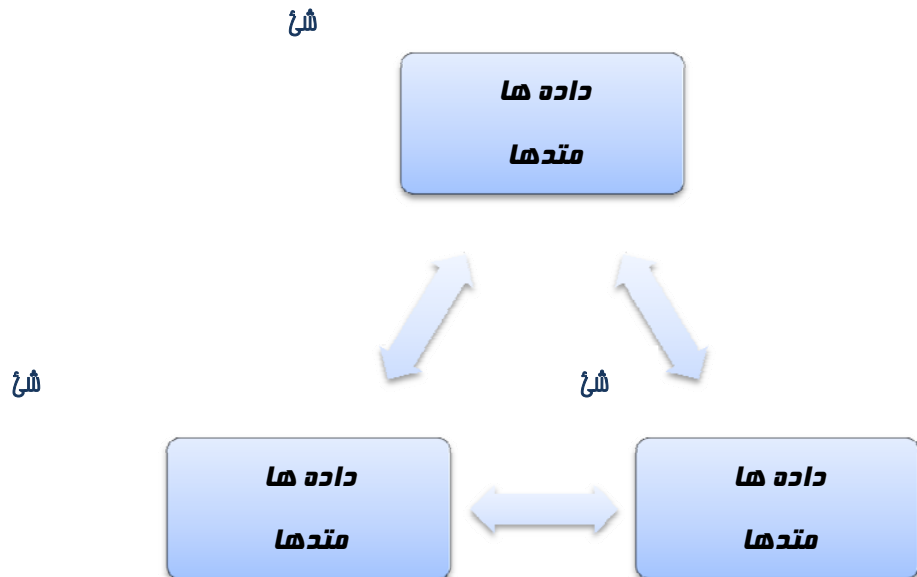 شئ
داده ها
متدها
شئ
شئ
داده ها
متدها
داده ها
متدها